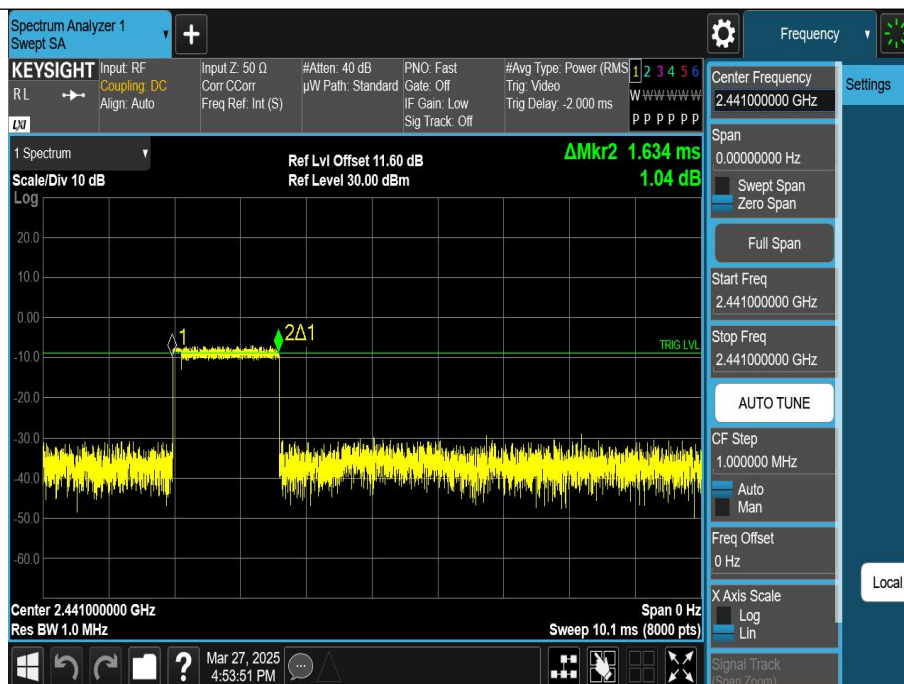 Spectrum Analyzer 1
Swept SA
+
Frequency
KEYSIGHT
R L
LXI
Input: RF
Coupling: DC
Align: Auto
Input Z: 50 Ω
Corr CCorr
Freq Ref: Int (S)
#Atten: 40 dB
µW Path: Standard
PNO: Fast
Gate: Off
IF Gain: Low
Sig Track: Off
#Avg Type: Power (RMS
Trig: Video
Trig Delay: -2.000 ms
1 2 3 4 5 6
W W W W W W
P P P P P P
1 Spectrum
Scale/Div 10 dB
Log
Ref Lvl Offset 11.60 dB
Ref Level 30.00 dBm
ΔMkr2 1.634 ms
1.04 dB
20.0
10.0
0.00
-10.0
-20.0
-30.0
-40.0
-50.0
-60.0
1
2Δ1
TRIG LVL
Center 2.441000000 GHz
Res BW 1.0 MHz
Span 0 Hz
Sweep 10.1 ms (8000 pts)
Center Frequency
2.441000000 GHz
Span
0.00000000 Hz
Swept Span
Zero Span
Full Span
Start Freq
2.441000000 GHz
Stop Freq
2.441000000 GHz
AUTO TUNE
CF Step
1.000000 MHz
Auto
Man
Freq Offset
0 Hz
X Axis Scale
Log
Lin
Signal Track
(Span Zoom)
Settings
Local
?
Mar 27, 2025
4:53:51 PM